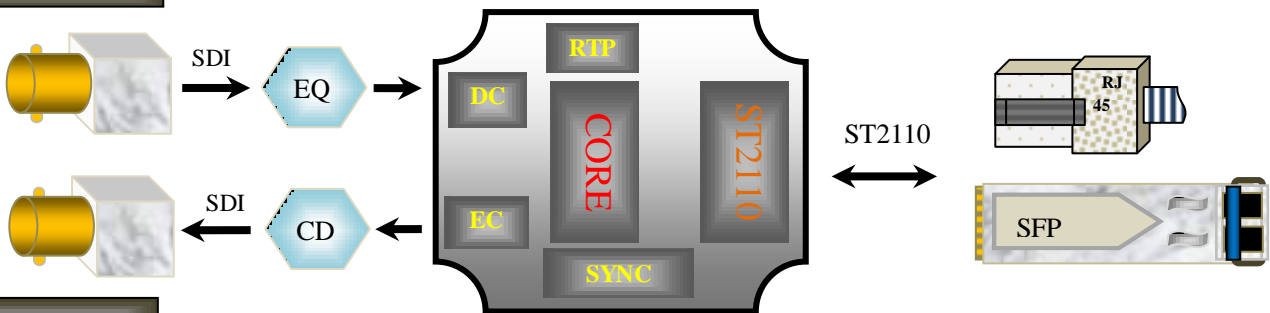 SDI
EQ
RTP
DC
CORE
ST2110
ST2110
RJ
45
SDI
CD
EC
SYNC
SFP